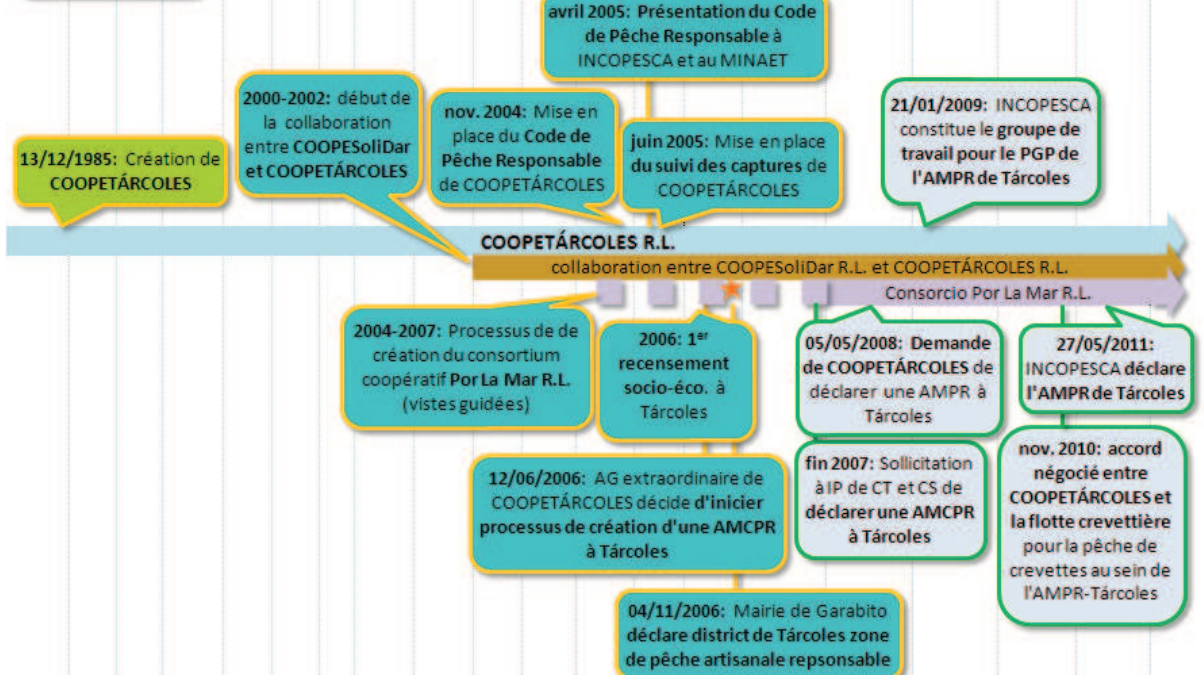 avril 2005: Présentation du Code
de Pêche Responsable à
INCOPESCA et au MINAET
2000-2002: début de
la collaboration
entre COOPESoliDar
et COOPETÁRCOLES
nov. 2004: Mise en
place du Code de
Pêche Responsable
de COOPETÁRCOLES
21/01/2009: INCOPESCA
constitue le groupe de
travail pour le PGP de
l'AMPR de Tárcoles
13/12/1985: Création de
COOPETÁRCOLES
juin 2005: Mise en place
du suivi des captures de
COOPETÁRCOLES
COOPETÁRCOLES R.L.
collaboration entre COOPESoliDar R.L. et COOPETÁRCOLES R.L.
Consorcio Por La Mar R.L.
2004-2007: Processus de de
création du consortium
coopératif Por La Mar R.L.
(vistes guidées)
2006: 1er
recensement
socio-éco. à
Tárcoles
05/05/2008: Demande
de COOPETÁRCOLES de
déclarer une AMPR à
Tárcoles
27/05/2011:
INCOPESCA déclare
l'AMPR de Tárcoles
12/06/2006: AG extraordinaire de
COOPETÁRCOLES décide d'inicier
processus de création d'une AMCPR
à Tárcoles
fin 2007: Sollicitation
à IP de CT et CS de
déclarer une AMCPR
à Tárcoles
nov. 2010: accord
négocié entre
COOPETÁRCOLES et
la flotte crevettière
pour la pêche de
crevettes au sein de
l'AMPR-Tárcoles
04/11/2006: Mairie de Garabito
déclare district de Tárcoles zone
de pêche artisanale repsonsable